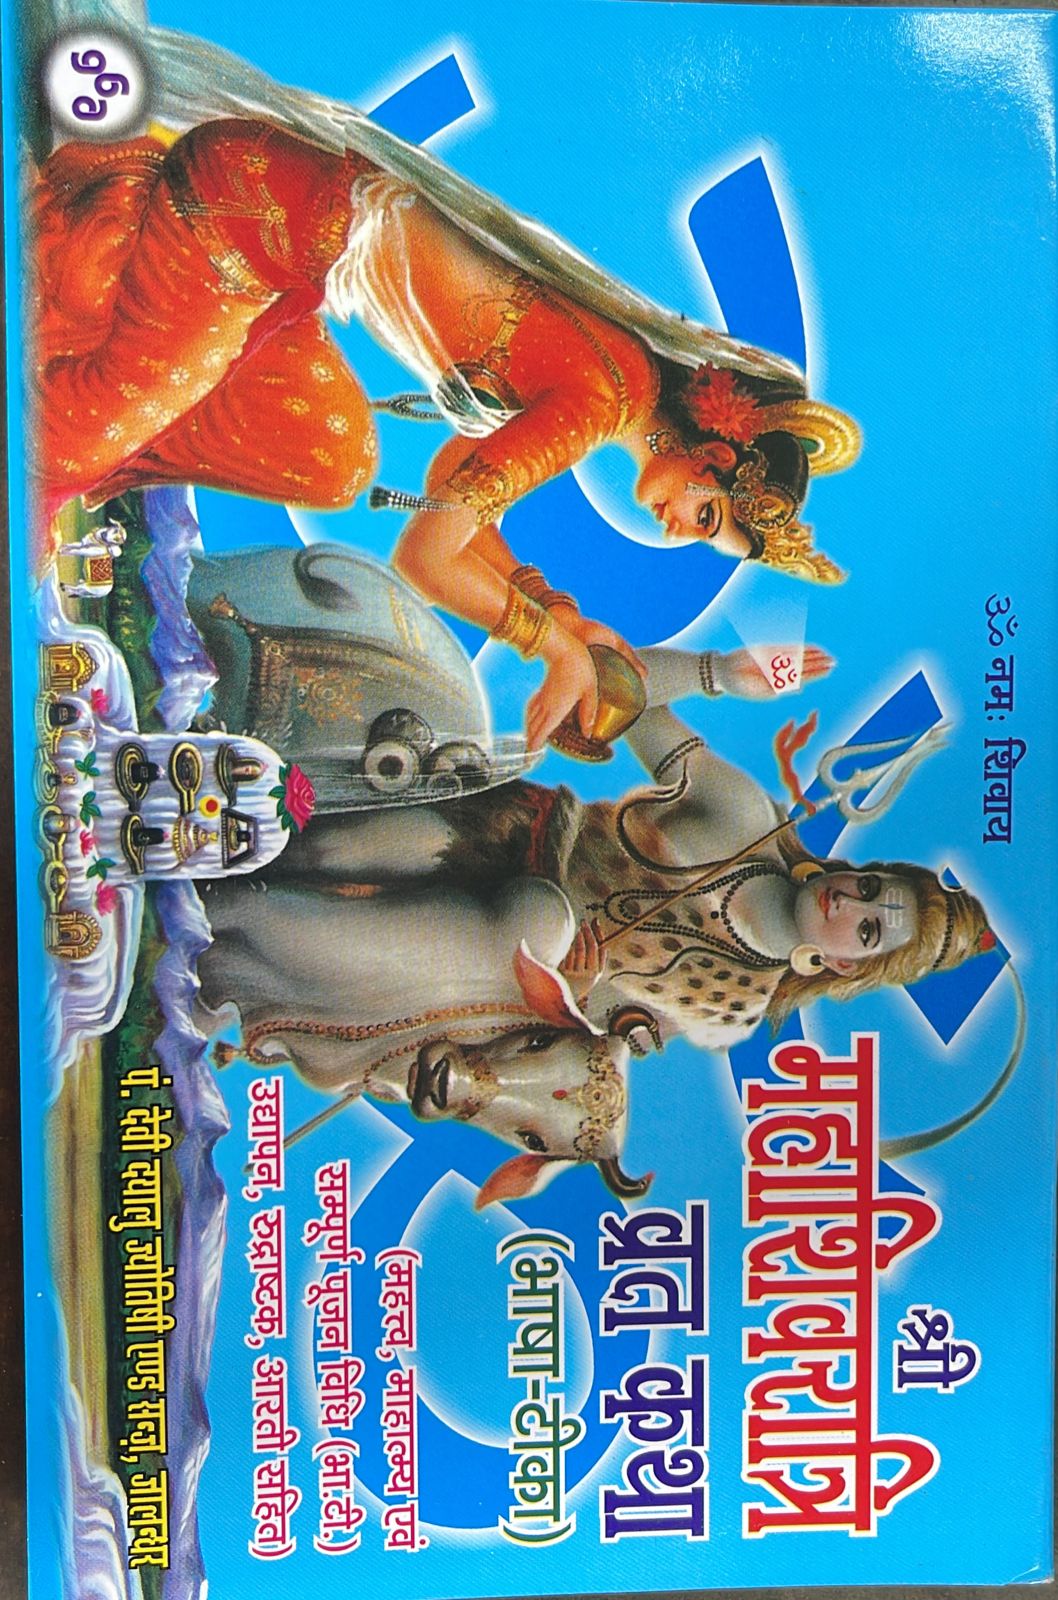 ॐ नमः शिवाय
श्री
महाशिवरात्रि
व्रत कथा
(भाषा-टीका)
(महत्त्व, माहात्म्य एवं
सम्पूर्ण पूजन विधि (भा.टी.)
उद्यापन, रुद्राष्टक, आरती सहित)
पं. देवी दयालु ज्योतिषी एण्ड सन्ज़, जालन्धर
ॐ